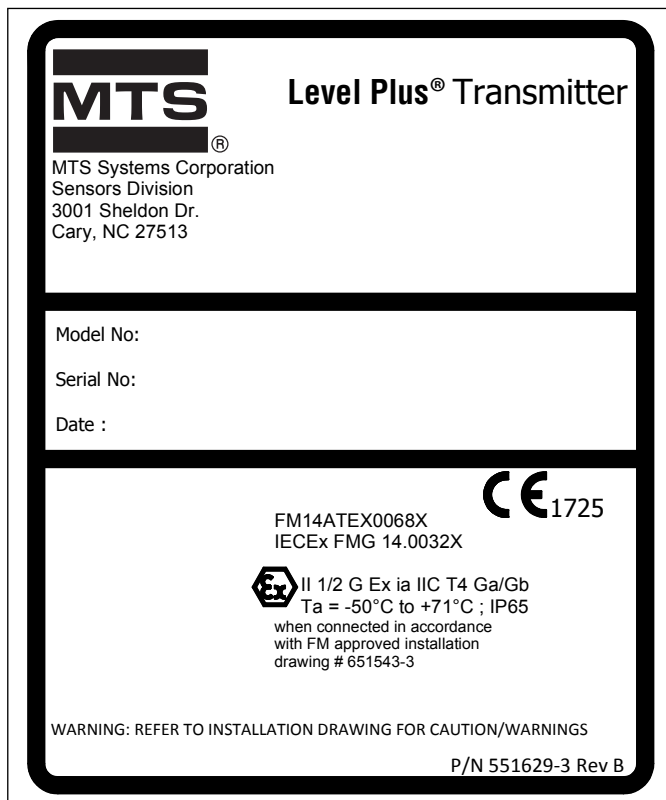 MTS
®
Level Plus® Transmitter
MTS Systems Corporation
Sensors Division
3001 Sheldon Dr.
Cary, NC 27513
Model No:
Serial No:
Date :
CE 1725
FM14ATEX0068X
IECEx FMG 14.0032X
Ex II 1/2 G Ex ia IIC T4 Ga/Gb
Ta = -50°C to +71°C ; IP65
when connected in accordance
with FM approved installation
drawing # 651543-3
WARNING: REFER TO INSTALLATION DRAWING FOR CAUTION/WARNINGS
P/N 551629-3 Rev B